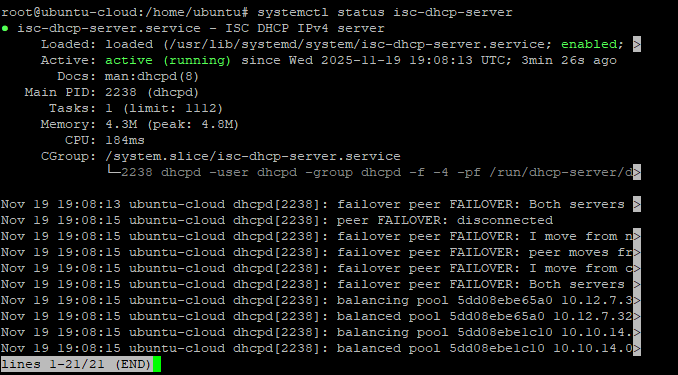 root@ubuntu-cloud:/home/ubuntu# systemctl status isc-dhcp-server
● isc-dhcp-server.service - ISC DHCP IPv4 server
     Loaded: loaded (/usr/lib/systemd/system/isc-dhcp-server.service; enabled; >
     Active: active (running) since Wed 2025-11-19 19:08:13 UTC; 3min 26s ago
       Docs: man:dhcpd(8)
   Main PID: 2238 (dhcpd)
      Tasks: 1 (limit: 1112)
     Memory: 4.3M (peak: 4.8M)
        CPU: 184ms
     CGroup: /system.slice/isc-dhcp-server.service
             └─2238 dhcpd -user dhcpd -group dhcpd -f -4 -pf /run/dhcp-server/d>

Nov 19 19:08:13 ubuntu-cloud dhcpd[2238]: failover peer FAILOVER: Both servers >
Nov 19 19:08:15 ubuntu-cloud dhcpd[2238]: peer FAILOVER: disconnected
Nov 19 19:08:15 ubuntu-cloud dhcpd[2238]: failover peer FAILOVER: I move from n>
Nov 19 19:08:15 ubuntu-cloud dhcpd[2238]: failover peer FAILOVER: peer moves fr>
Nov 19 19:08:15 ubuntu-cloud dhcpd[2238]: failover peer FAILOVER: I move from c>
Nov 19 19:08:15 ubuntu-cloud dhcpd[2238]: failover peer FAILOVER: Both servers >
Nov 19 19:08:15 ubuntu-cloud dhcpd[2238]: balancing pool 5dd08ebe65a0 10.12.7.3>
Nov 19 19:08:15 ubuntu-cloud dhcpd[2238]: balanced pool 5dd08ebe65a0 10.12.7.32>
Nov 19 19:08:15 ubuntu-cloud dhcpd[2238]: balancing pool 5dd08ebe1c10 10.10.14.>
Nov 19 19:08:15 ubuntu-cloud dhcpd[2238]: balanced pool 5dd08ebe1c10 10.10.14.0>
lines 1-21/21 (END)